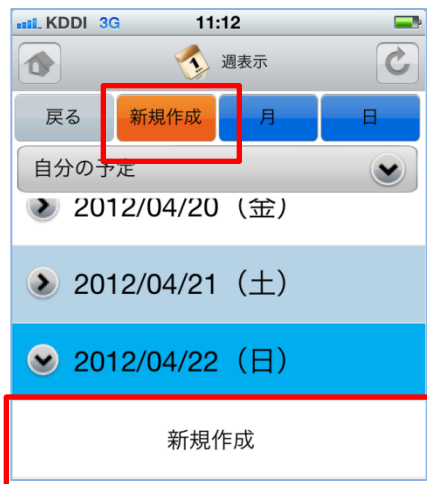 KDDI 3G 11:12
1 週表示
戻る 新規作成 月 日
自分の予定
2012/04/20（金）
2012/04/21（土）
2012/04/22（日）
新規作成